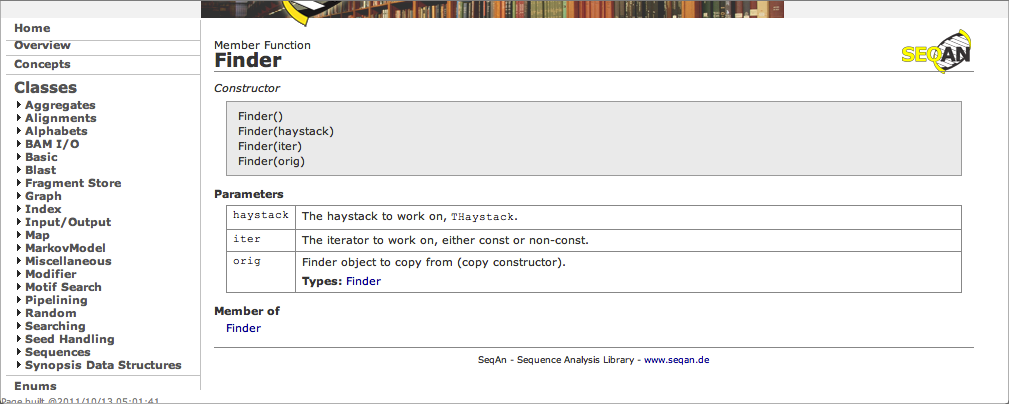 Home
Overview
Concepts
Classes
Aggregates
Alignments
Alphabets
BAM I/O
Basic
Blast
Fragment Store
Graph
Index
Input/Output
Map
MarkovModel
Miscellaneous
Modifier
Motif Search
Pipelining
Random
Searching
Seed Handling
Sequences
Synopsis Data Structures
Enums
Page built @2011/10/13 05:01:41
Member Function
Finder
SEQAN
Constructor
Finder()
Finder(haystack)
Finder(iter)
Finder(orig)
Parameters
haystack The haystack to work on, THaystack.
iter The iterator to work on, either const or non-const.
orig Finder object to copy from (copy constructor).
Types: Finder
Member of
Finder
SeqAn - Sequence Analysis Library - www.seqan.de